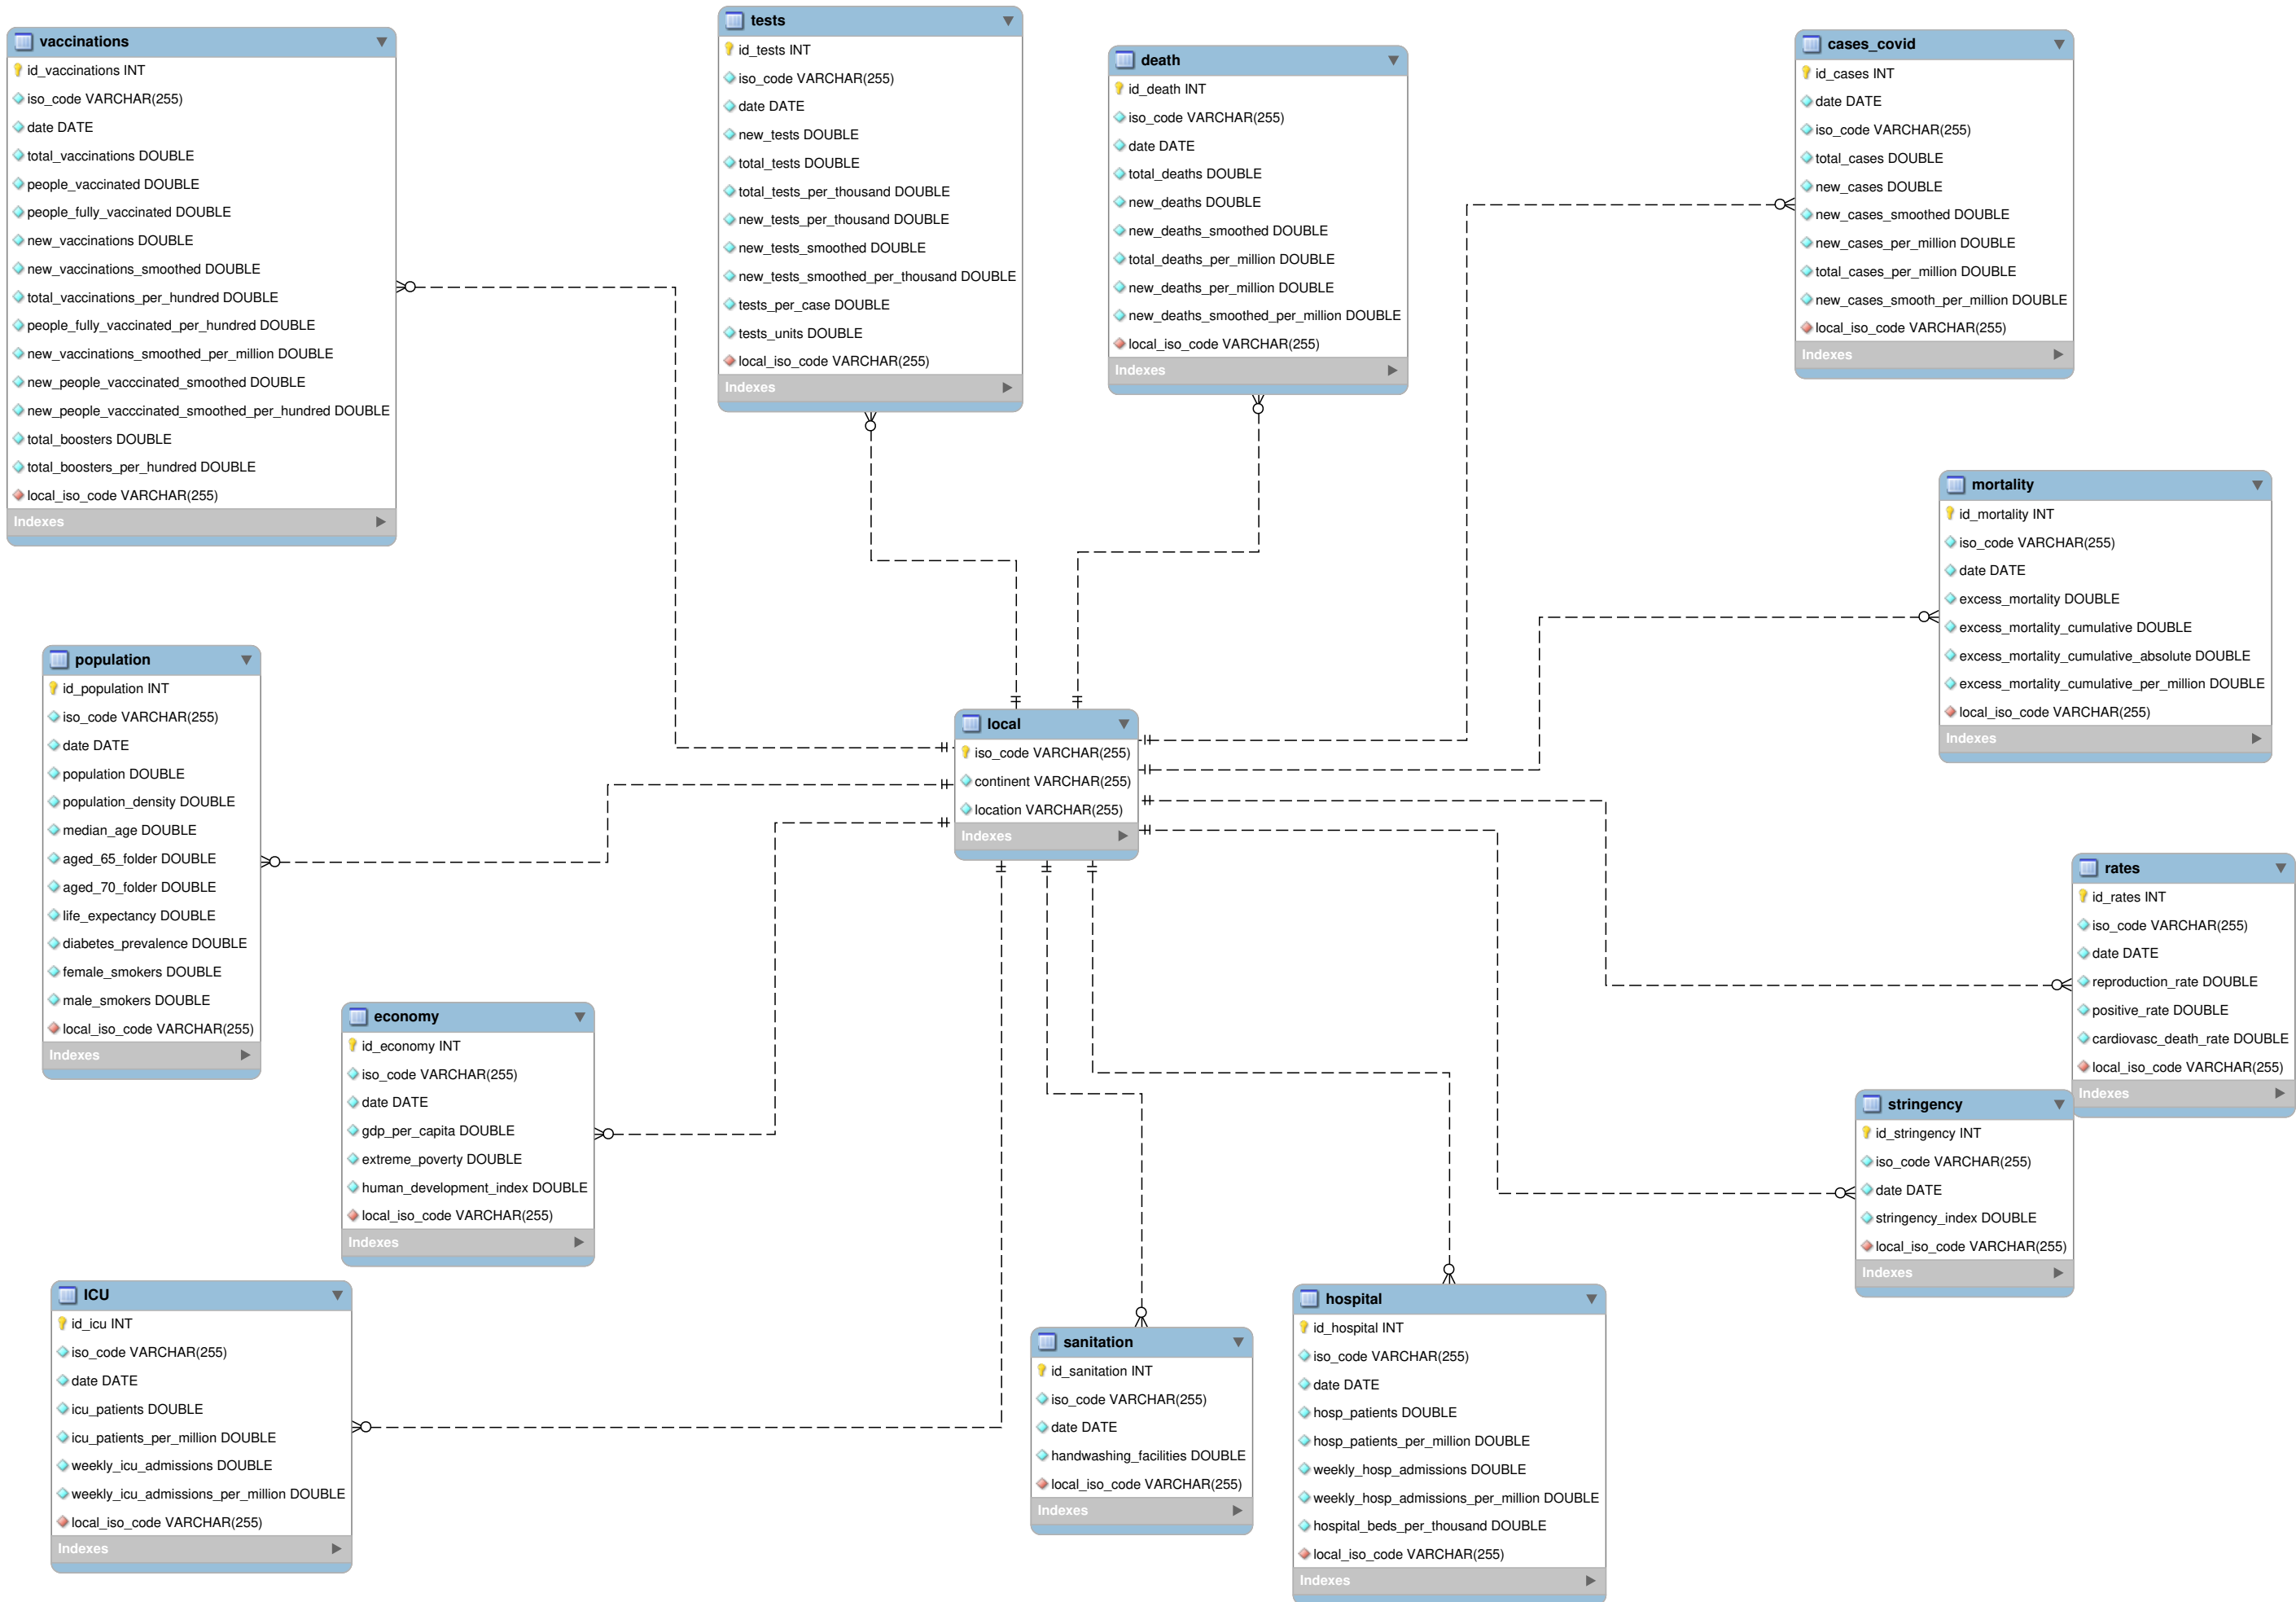 vaccinations
id_vaccinations INT
iso_code VARCHAR(255)
date DATE
total_vaccinations DOUBLE
people_vaccinated DOUBLE
people_fully_vaccinated DOUBLE
new_vaccinations DOUBLE
new_vaccinations_smoothed DOUBLE
total_vaccinations_per_hundred DOUBLE
people_fully_vaccinated_per_hundred DOUBLE
new_vaccinations_smoothed_per_million DOUBLE
new_people_vacccinated_smoothed DOUBLE
new_people_vacccinated_smoothed_per_hundred DOUBLE
total_boosters DOUBLE
total_boosters_per_hundred DOUBLE
local_iso_code VARCHAR(255)
Indexes
tests
id_tests INT
iso_code VARCHAR(255)
date DATE
new_tests DOUBLE
total_tests DOUBLE
total_tests_per_thousand DOUBLE
new_tests_per_thousand DOUBLE
new_tests_smoothed DOUBLE
new_tests_smoothed_per_thousand DOUBLE
tests_per_case DOUBLE
tests_units DOUBLE
local_iso_code VARCHAR(255)
Indexes
death
id_death INT
iso_code VARCHAR(255)
date DATE
total_deaths DOUBLE
new_deaths DOUBLE
new_deaths_smoothed DOUBLE
total_deaths_per_million DOUBLE
new_deaths_per_million DOUBLE
new_deaths_smoothed_per_million DOUBLE
local_iso_code VARCHAR(255)
Indexes
cases_covid
id_cases INT
date DATE
iso_code VARCHAR(255)
total_cases DOUBLE
new_cases DOUBLE
new_cases_smoothed DOUBLE
new_cases_per_million DOUBLE
total_cases_per_million DOUBLE
new_cases_smooth_per_million DOUBLE
local_iso_code VARCHAR(255)
Indexes
mortality
id_mortality INT
iso_code VARCHAR(255)
date DATE
excess_mortality DOUBLE
excess_mortality_cumulative DOUBLE
excess_mortality_cumulative_absolute DOUBLE
excess_mortality_cumulative_per_million DOUBLE
local_iso_code VARCHAR(255)
Indexes
population
id_population INT
iso_code VARCHAR(255)
date DATE
population DOUBLE
population_density DOUBLE
median_age DOUBLE
aged_65_folder DOUBLE
aged_70_folder DOUBLE
life_expectancy DOUBLE
diabetes_prevalence DOUBLE
female_smokers DOUBLE
male_smokers DOUBLE
local_iso_code VARCHAR(255)
Indexes
local
iso_code VARCHAR(255)
continent VARCHAR(255)
location VARCHAR(255)
Indexes
rates
id_rates INT
iso_code VARCHAR(255)
date DATE
reproduction_rate DOUBLE
positive_rate DOUBLE
cardiovasc_death_rate DOUBLE
local_iso_code VARCHAR(255)
Indexes
economy
id_economy INT
iso_code VARCHAR(255)
date DATE
gdp_per_capita DOUBLE
extreme_poverty DOUBLE
human_development_index DOUBLE
local_iso_code VARCHAR(255)
Indexes
stringency
id_stringency INT
iso_code VARCHAR(255)
date DATE
stringency_index DOUBLE
local_iso_code VARCHAR(255)
Indexes
ICU
id_icu INT
iso_code VARCHAR(255)
date DATE
icu_patients DOUBLE
icu_patients_per_million DOUBLE
weekly_icu_admissions DOUBLE
weekly_icu_admissions_per_million DOUBLE
local_iso_code VARCHAR(255)
Indexes
sanitation
id_sanitation INT
iso_code VARCHAR(255)
date DATE
handwashing_facilities DOUBLE
local_iso_code VARCHAR(255)
Indexes
hospital
id_hospital INT
iso_code VARCHAR(255)
date DATE
hosp_patients DOUBLE
hosp_patients_per_million DOUBLE
weekly_hosp_admissions DOUBLE
weekly_hosp_admissions_per_million DOUBLE
hospital_beds_per_thousand DOUBLE
local_iso_code VARCHAR(255)
Indexes